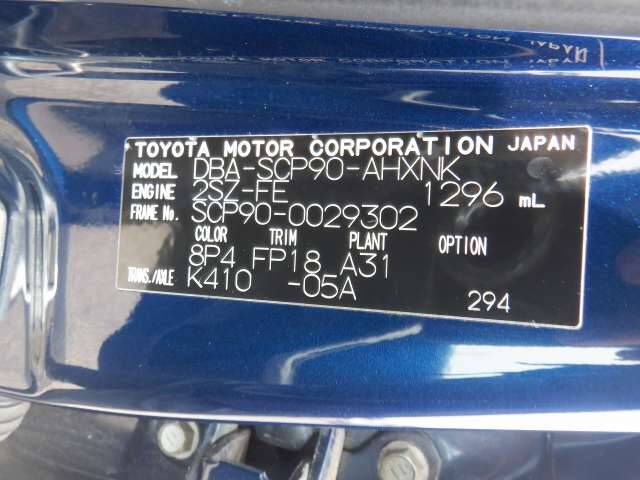 TOYOTA MOTOR CORPORATION JAPAN
MODEL DBA-SCP90-AHXNK
ENGINE 2SZ-FE 1296 mL
FRAME No. SCP90-0029302
COLOR TRIM PLANT OPTION
8P4 FP18 A31
TRANS./AXLE K410 -05A
294